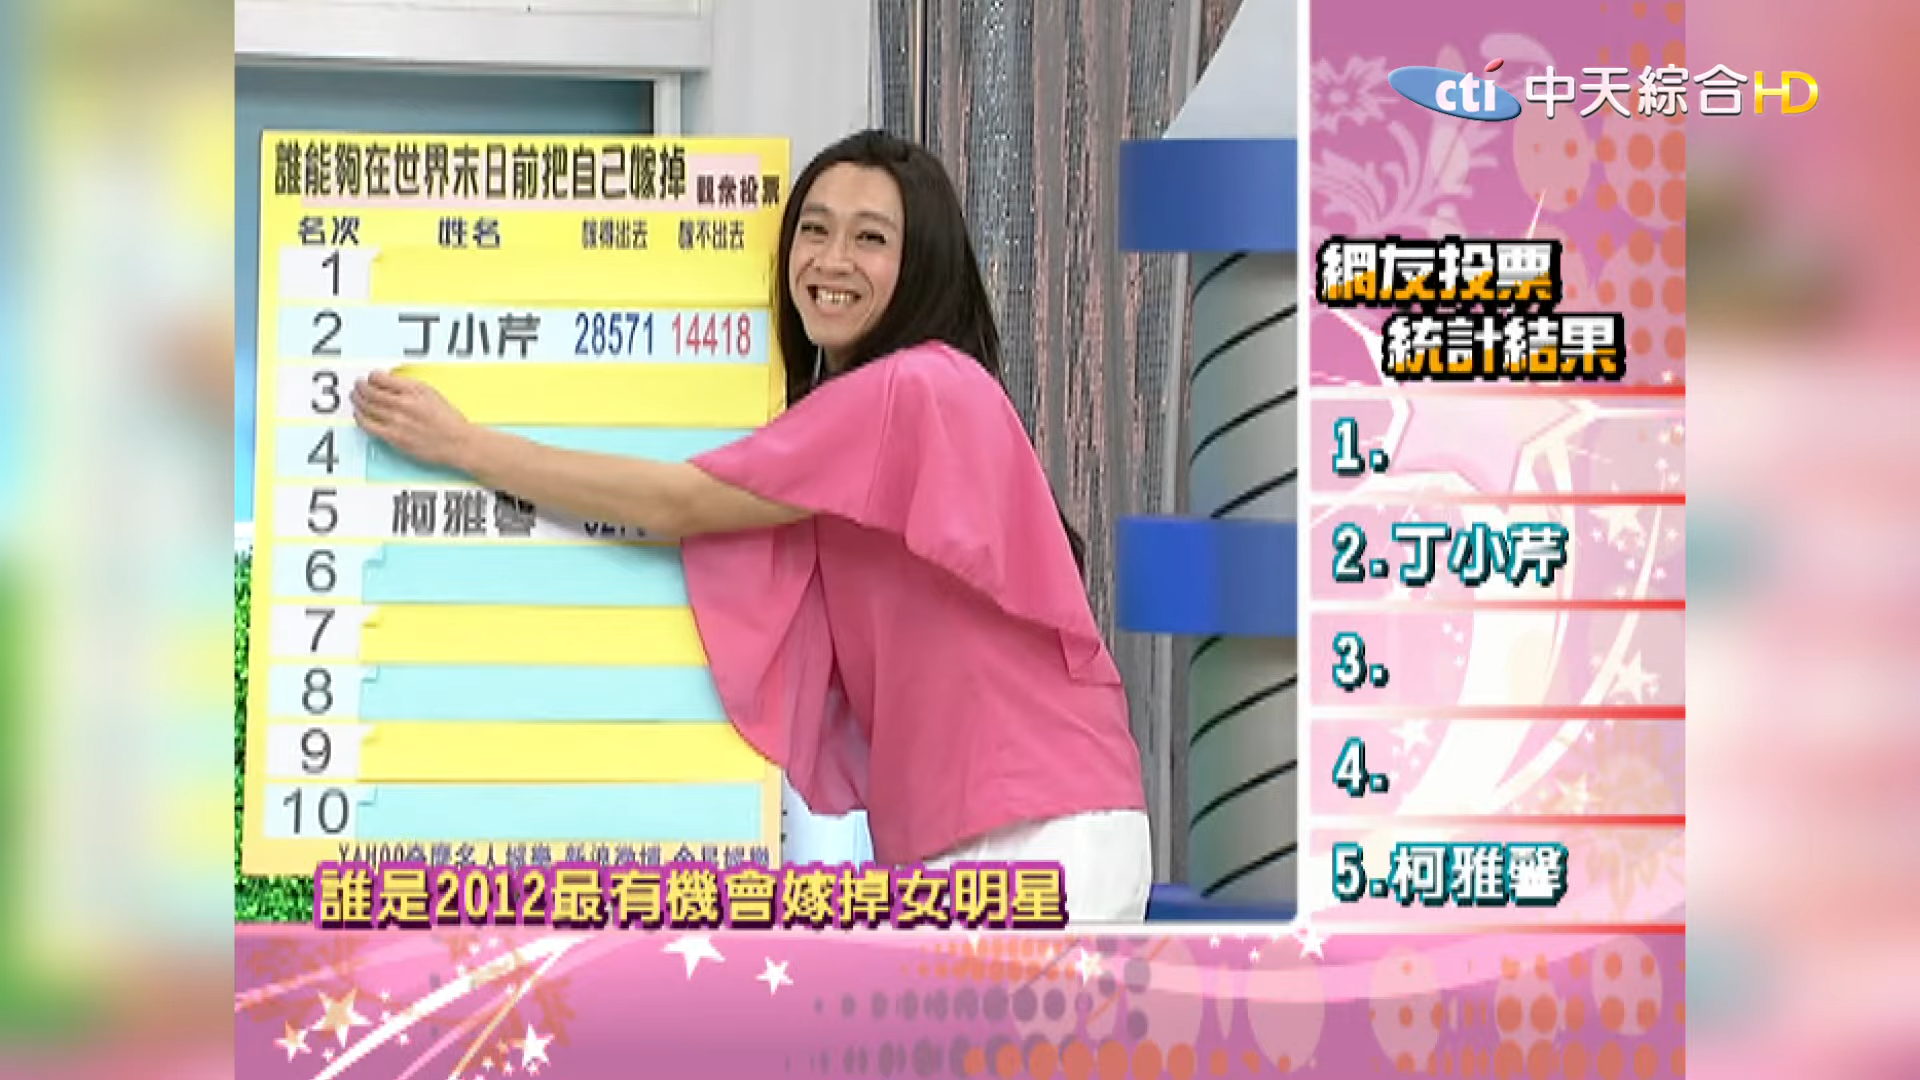 cti 中天綜合HD
誰能夠在世界末日前把自己嫁掉 觀眾投票
名次 姓名 嫁得出去 嫁不出去
1
2 丁小芹 28571 14418
3
4
5 柯雅馨
6
7
8
9
10
誰是2012最有機會嫁掉女明星
網友投票
統計結果
1.
2.丁小芹
3.
4.
5.柯雅馨